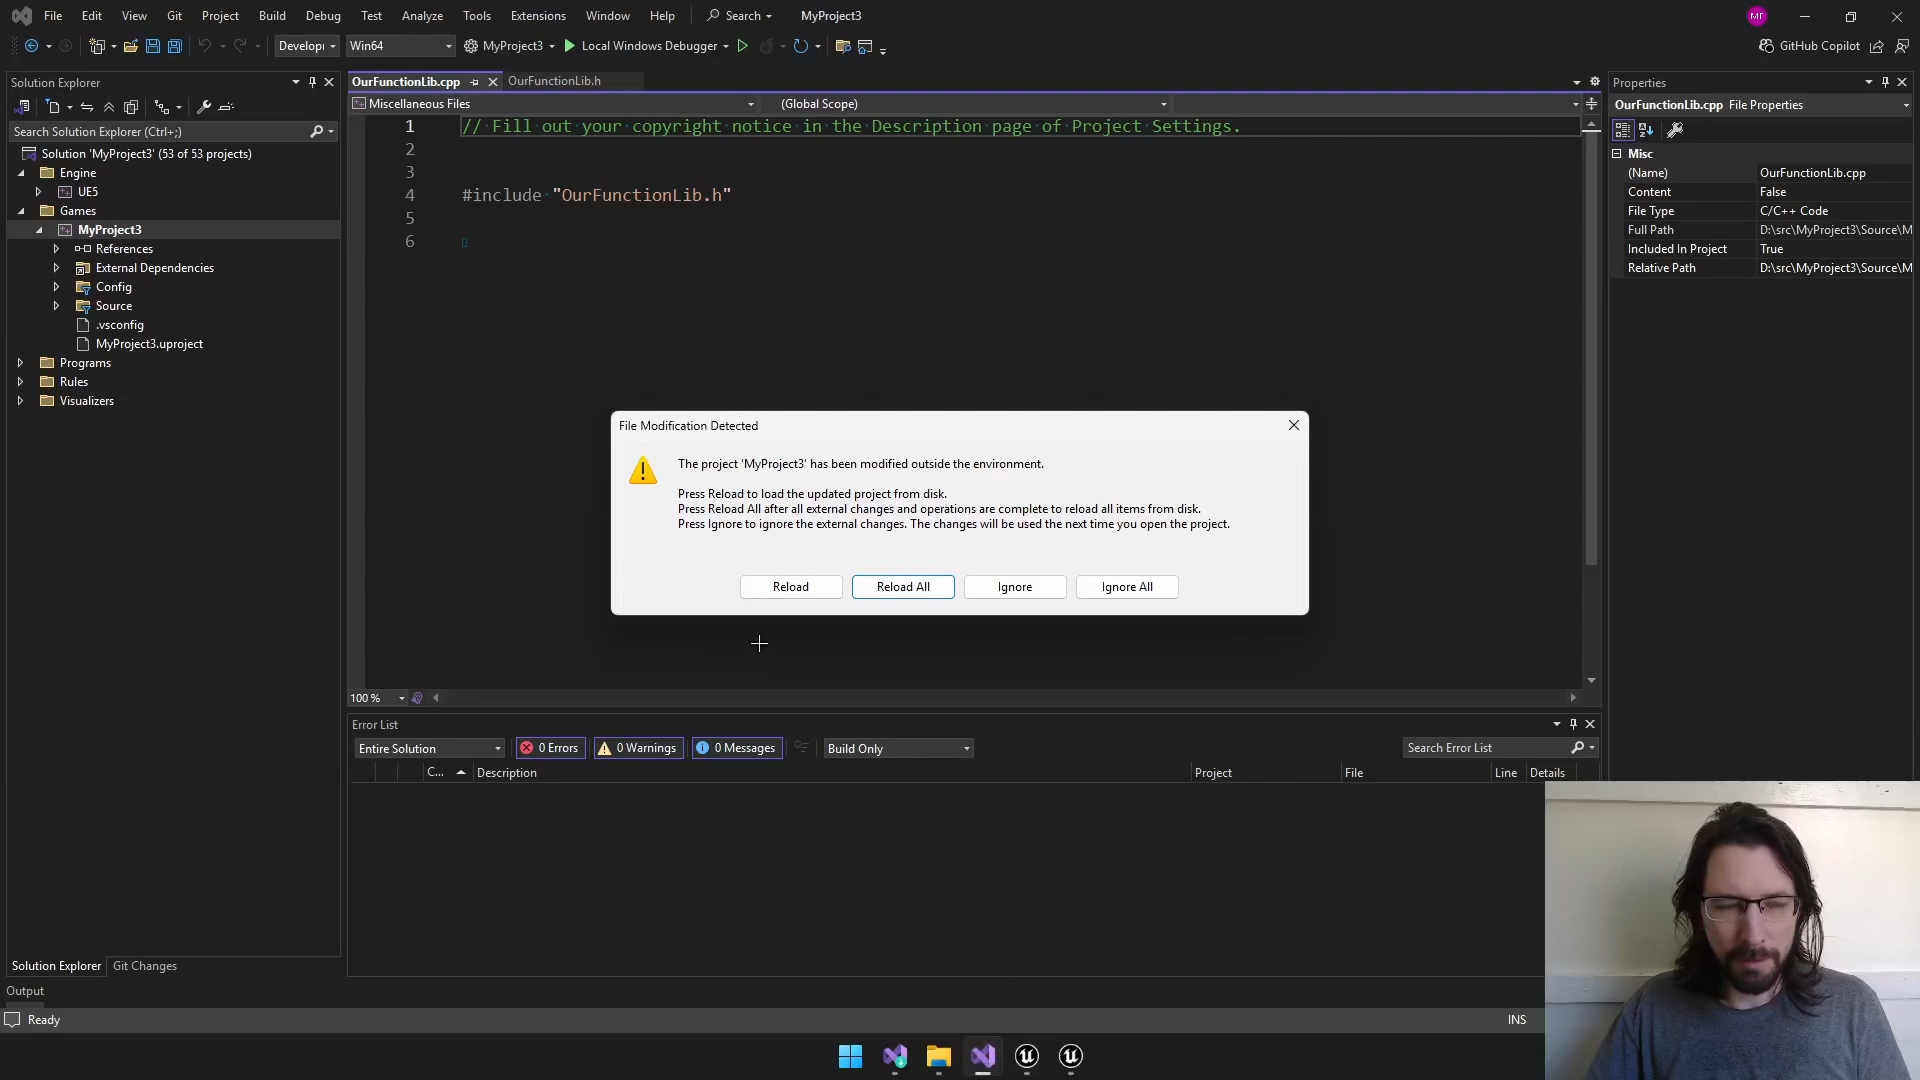 File Edit View Git Project Build Debug Test Analyze Tools Extensions Window Help Search MyProject3 MF
Develop Win64 MyProject3 Local Windows Debugger GitHub Copilot
Solution Explorer
Search Solution Explorer (Ctrl+;)
Solution 'MyProject3' (53 of 53 projects)
Engine
UE5
Games
MyProject3
References
External Dependencies
Config
Source
.vsconfig
MyProject3.uproject
Programs
Rules
Visualizers
Solution Explorer Git Changes
OurFunctionLib.cpp OurFunctionLib.h
Miscellaneous Files (Global Scope)
1 // Fill out your copyright notice in the Description page of Project Settings.
2
3
4 #include "OurFunctionLib.h"
5
6
File Modification Detected
The project 'MyProject3' has been modified outside the environment.
Press Reload to load the updated project from disk.
Press Reload All after all external changes and operations are complete to reload all items from disk.
Press Ignore to ignore the external changes. The changes will be used the next time you open the project.
Reload Reload All Ignore Ignore All
100 %
Error List
Entire Solution 0 Errors 0 Warnings 0 Messages Build Only Search Error List
C... Description Project File Line Details
Properties
OurFunctionLib.cpp File Properties
Misc
(Name) OurFunctionLib.cpp
Content False
File Type C/C++ Code
Full Path D:\src\MyProject3\Source\M
Included In Project True
Relative Path D:\src\MyProject3\Source\M
Output
Ready INS